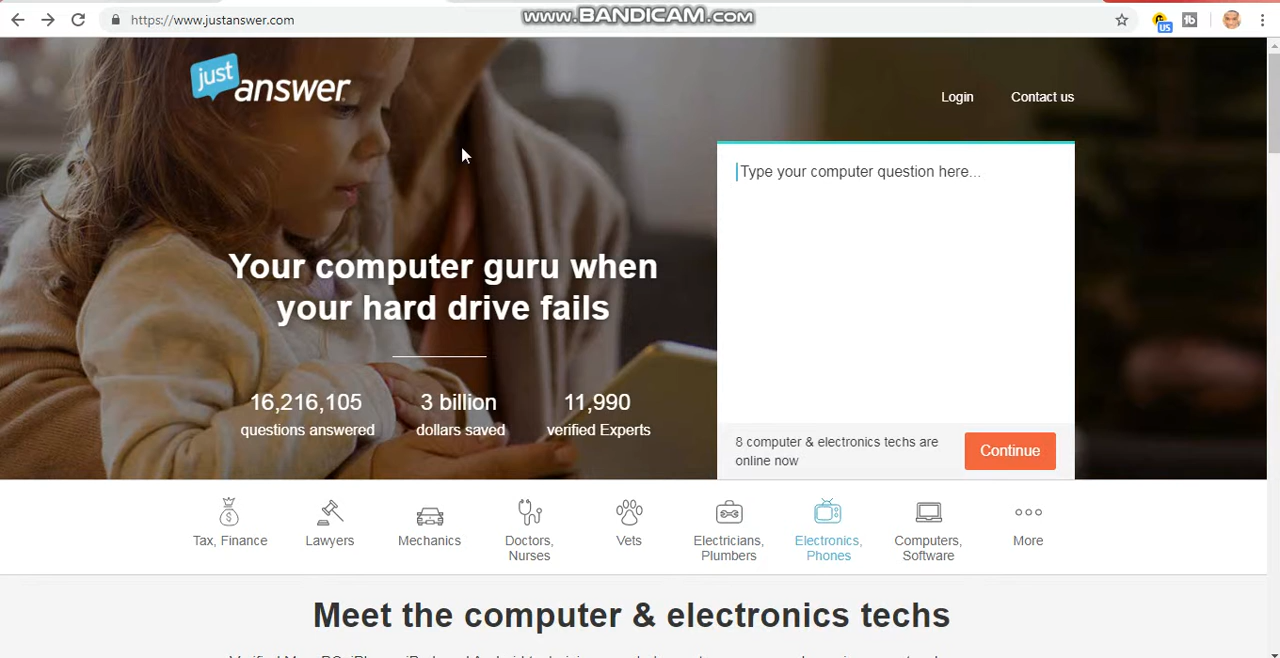 https://www.justanswer.com
www.BANDICAM.com
US
tb
just
answer
Login
Contact us
Type your computer question here...
Your computer guru when
your hard drive fails
16,216,105
3 billion
11,990
questions answered
dollars saved
verified Experts
8 computer & electronics techs are
online now
Continue
Tax, Finance
Lawyers
Mechanics
Doctors,
Nurses
Vets
Electricians,
Plumbers
Electronics,
Phones
Computers,
Software
More
Meet the computer & electronics techs